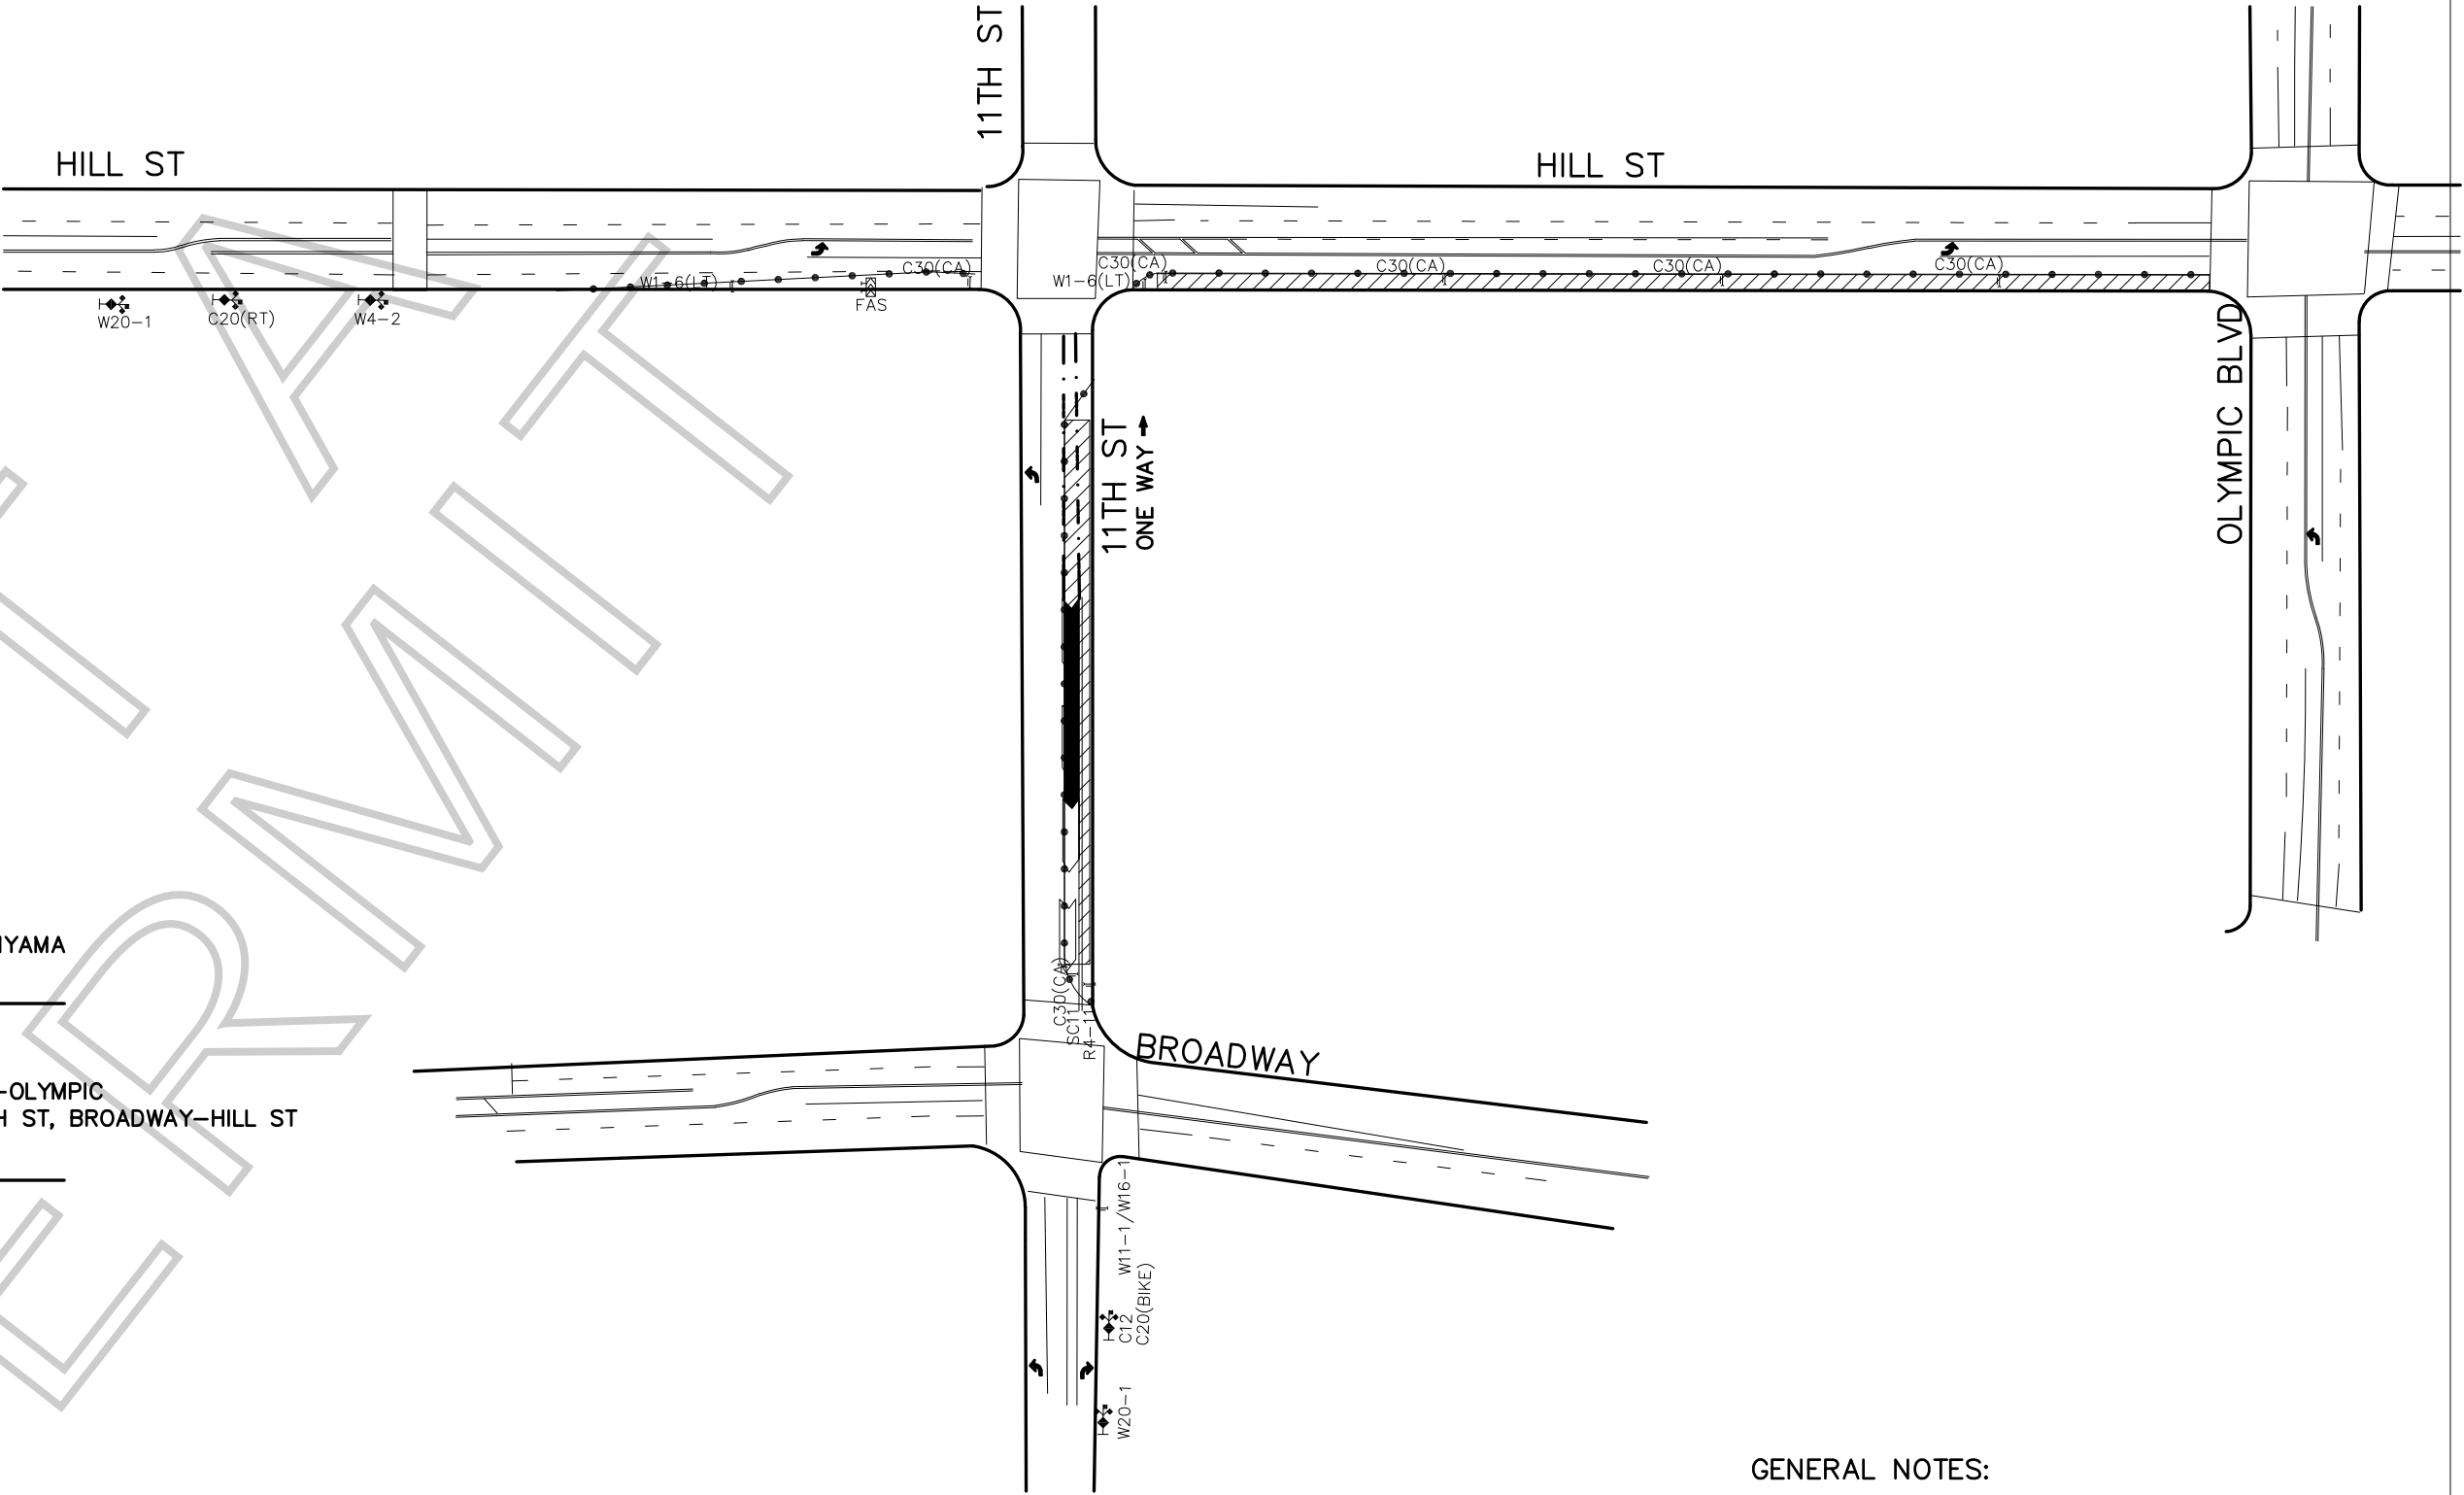 11TH ST
HILL ST
HILL ST
C30(CA)
W1-6(LT)
FAS
C30(CA)
W1-6(LT)
C30(CA)
C30(CA)
C30(CA)
W20-1
C20(RT)
W4-2
OLYMPIC BLVD
11TH ST
ONE WAY
YAMA
C30(CA)
SC11
R4-11
BROADWAY
-OLYMPIC
H ST, BROADWAY-HILL ST
W11-1/W16-1
C12
C20(BIKE)
W20-1
GENERAL NOTES:
ERMIT
T A